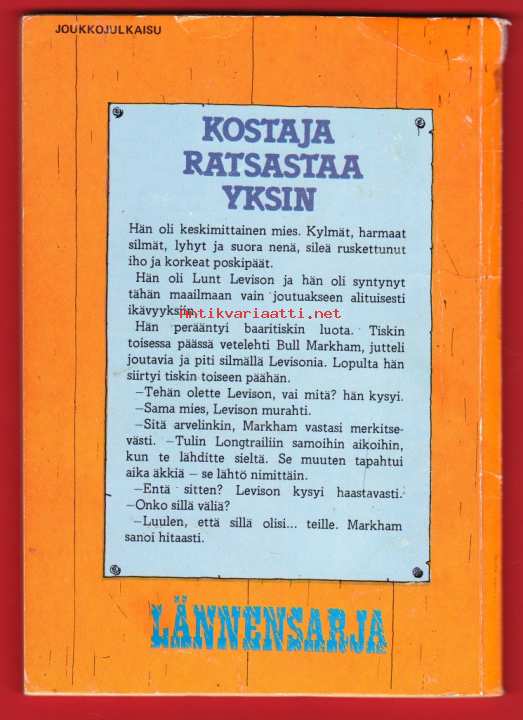 JOUKKOJULKAISU
KOSTAJA
RATSASTAA
YKSIN
Hän oli keskimittainen mies. Kylmät, harmaat
silmät, lyhyt ja suora nenä, sileä ruskettunut
iho ja korkeat poskipäät.
Hän oli Lunt Levison ja hän oli syntynyt
tähän maailmaan vain joutuakseen alituisesti
ikävyyksiin.
Antikvariaatti.net
Hän perääntyi baaritiskin luota. Tiskin
toisessa päässä vetelehti Bull Markham, jutteli
joutavia ja piti silmällä Levisonia. Lopulta hän
siirtyi tiskin toiseen päähän.
—Tehän olette Levison, vai mitä? hän kysyi.
—Sama mies, Levison murahti.
—Sitä arvelinkin, Markham vastasi merkitse-
västi. —Tulin Longtrailiin samoihin aikoihin,
kun te lähditte sieltä. Se muuten tapahtui
aika äkkiä — se lähtö nimittäin.
—Entä sitten? Levison kysyi haastavasti.
—Onko sillä väliä?
—Luulen, että sillä olisi... teille. Markham
sanoi hitaasti.
LÄNNENSARJA